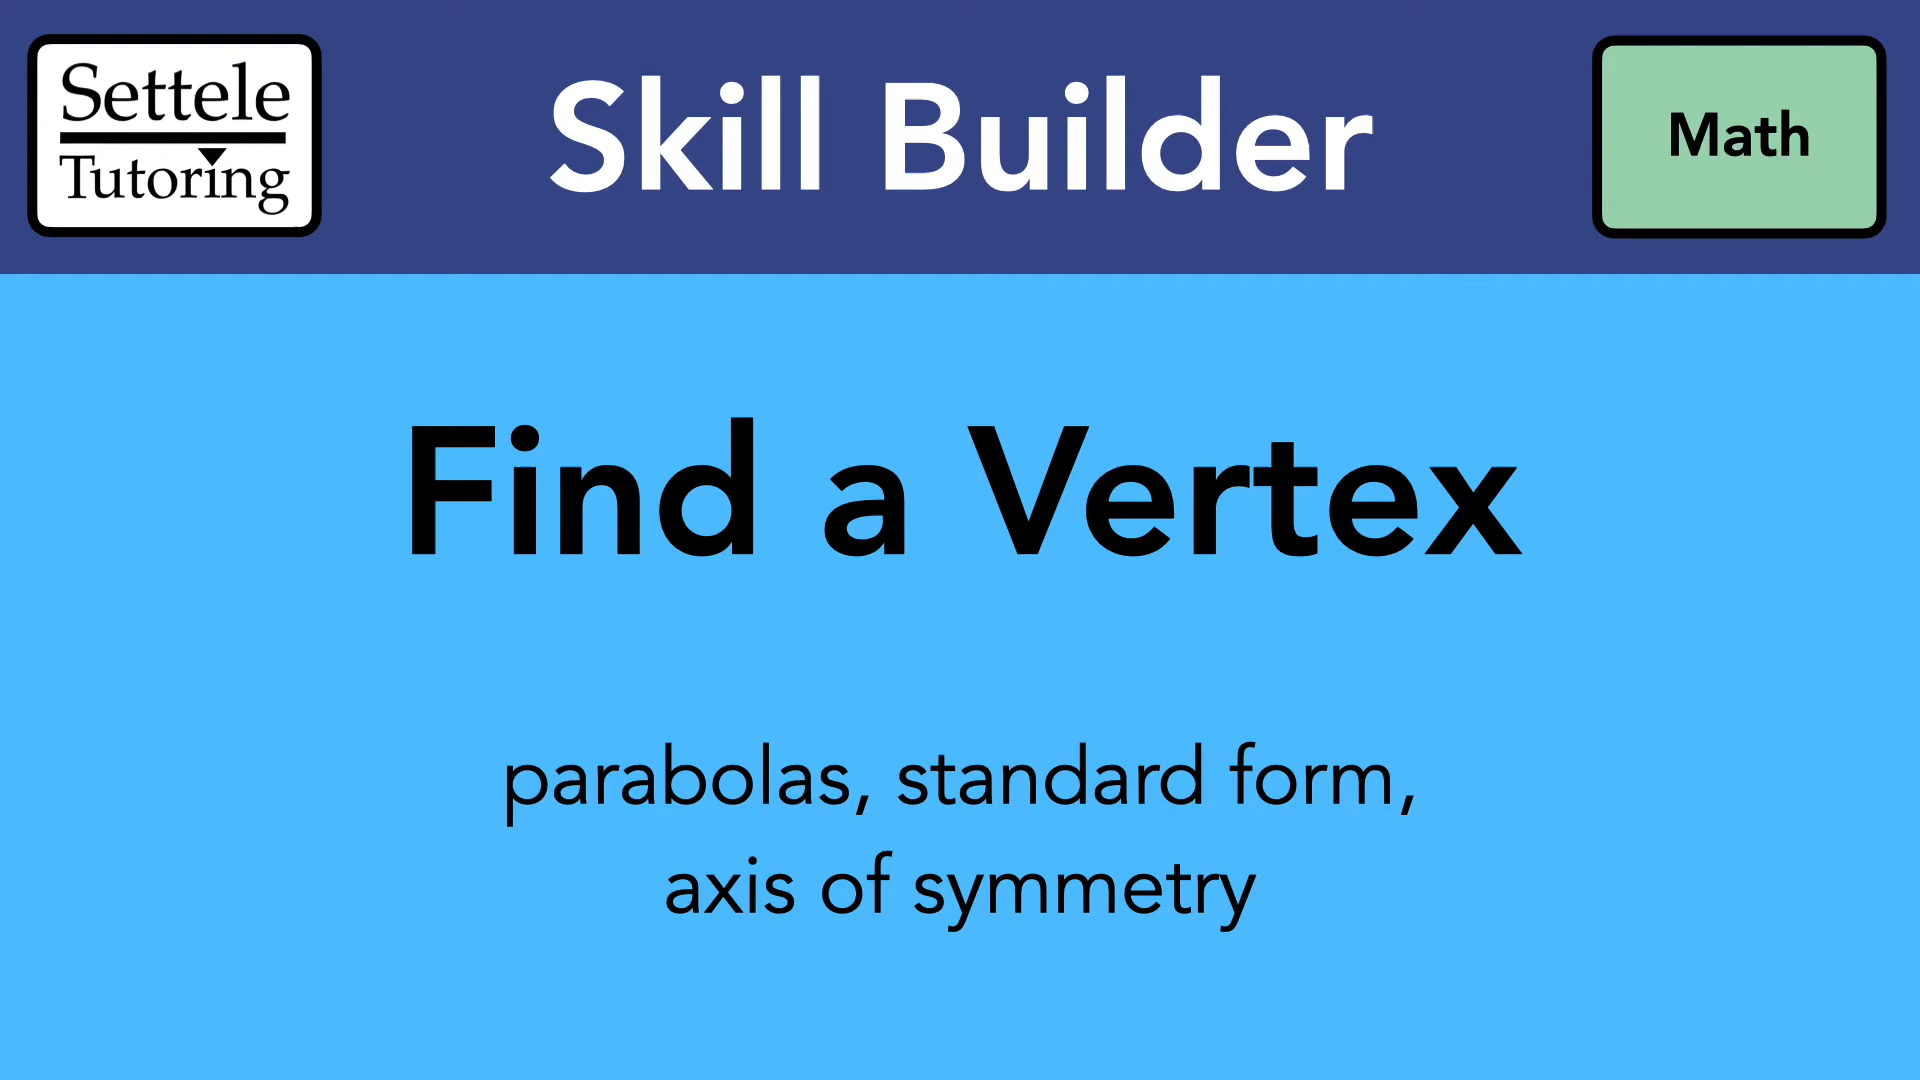 Settele
Tutoring
Skill Builder
Math
Find a Vertex
parabolas, standard form,
axis of symmetry